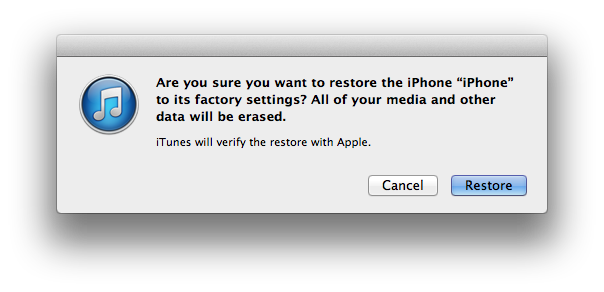 Are you sure you want to restore the iPhone “iPhone”
to its factory settings? All of your media and other
data will be erased.
iTunes will verify the restore with Apple.
Cancel Restore